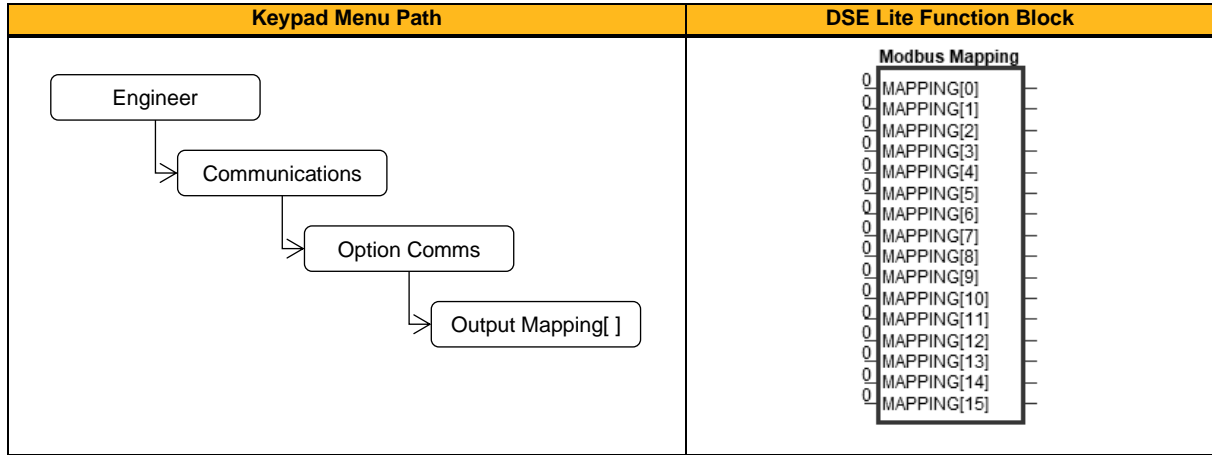 Keypad Menu Path
DSE Lite Function Block
Engineer
Communications
Option Comms
Output Mapping[ ]
Modbus Mapping
0 MAPPING[0]
0 MAPPING[1]
0 MAPPING[2]
0 MAPPING[3]
0 MAPPING[4]
0 MAPPING[5]
0 MAPPING[6]
0 MAPPING[7]
0 MAPPING[8]
0 MAPPING[9]
0 MAPPING[10]
0 MAPPING[11]
0 MAPPING[12]
0 MAPPING[13]
0 MAPPING[14]
0 MAPPING[15]